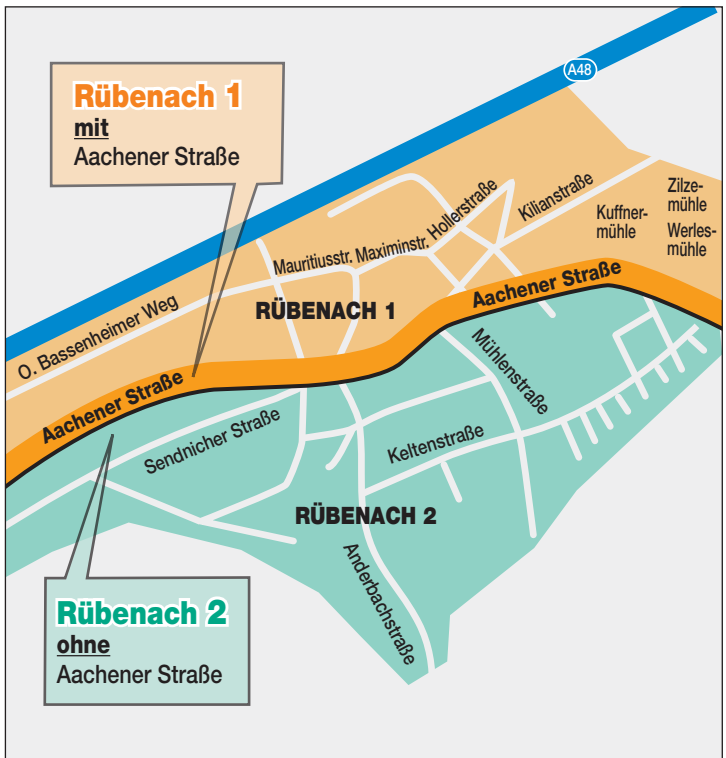 A48
Rübenach 1
mit
Aachener Straße
Zilze-
mühle
Kuffner-
mühle
Werles-
mühle
Kilianstraße
Hollerstraße
Mauritiusstr. Maximinstr.
O. Bassenheimer Weg
RÜBENACH 1
Aachener Straße
Aachener Straße
Mühlenstraße
Sendnicher Straße
Keltenstraße
RÜBENACH 2
Anderbachstraße
Rübenach 2
ohne
Aachener Straße